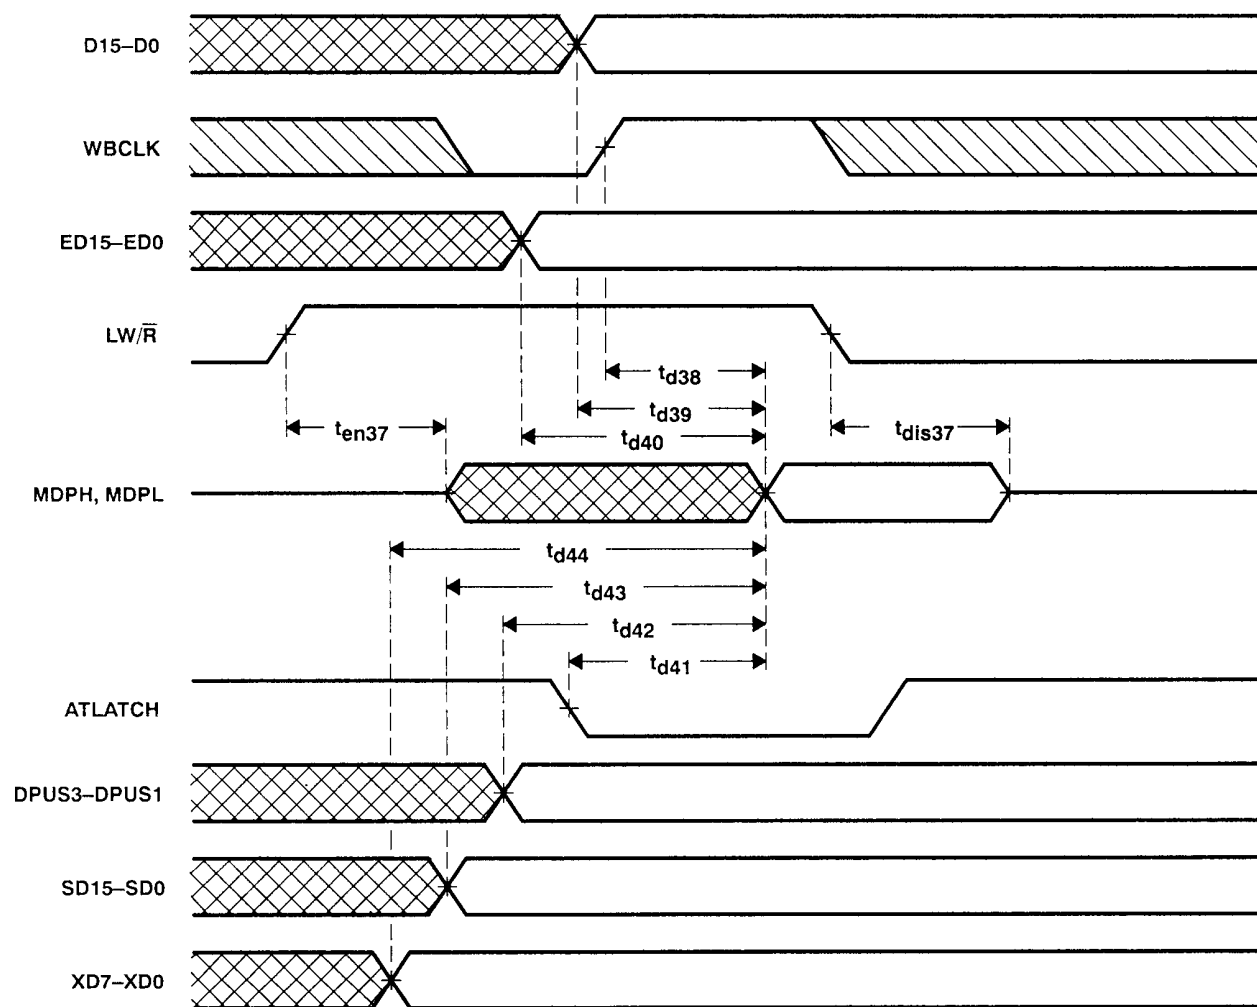 D15–D0
WBCLK
ED15–ED0
LW/R̅
td38
td39
ten37
tdis37
td40
MDPH, MDPL
td44
td43
td42
td41
ATLATCH
DPUS3–DPUS1
SD15–SD0
XD7–XD0